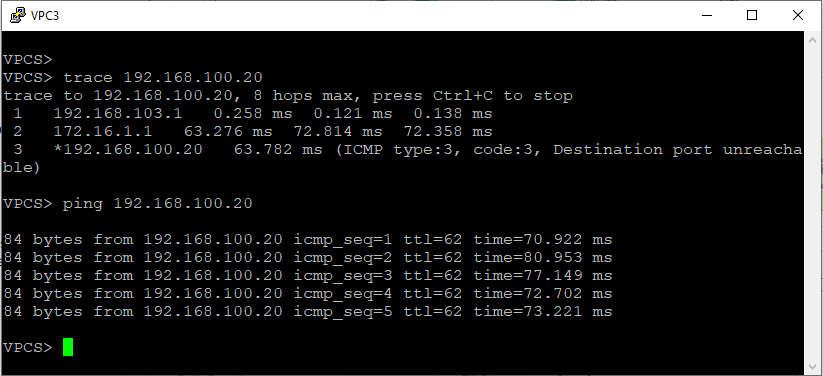 VPC3
VPCS>
VPCS> trace 192.168.100.20
trace to 192.168.100.20, 8 hops max, press Ctrl+C to stop
 1   192.168.103.1   0.258 ms  0.121 ms  0.138 ms
 2   172.16.1.1   63.276 ms  72.814 ms  72.358 ms
 3   *192.168.100.20   63.782 ms (ICMP type:3, code:3, Destination port unreacha
ble)
VPCS> ping 192.168.100.20
84 bytes from 192.168.100.20 icmp_seq=1 ttl=62 time=70.922 ms
84 bytes from 192.168.100.20 icmp_seq=2 ttl=62 time=80.953 ms
84 bytes from 192.168.100.20 icmp_seq=3 ttl=62 time=77.149 ms
84 bytes from 192.168.100.20 icmp_seq=4 ttl=62 time=72.702 ms
84 bytes from 192.168.100.20 icmp_seq=5 ttl=62 time=73.221 ms
VPCS>